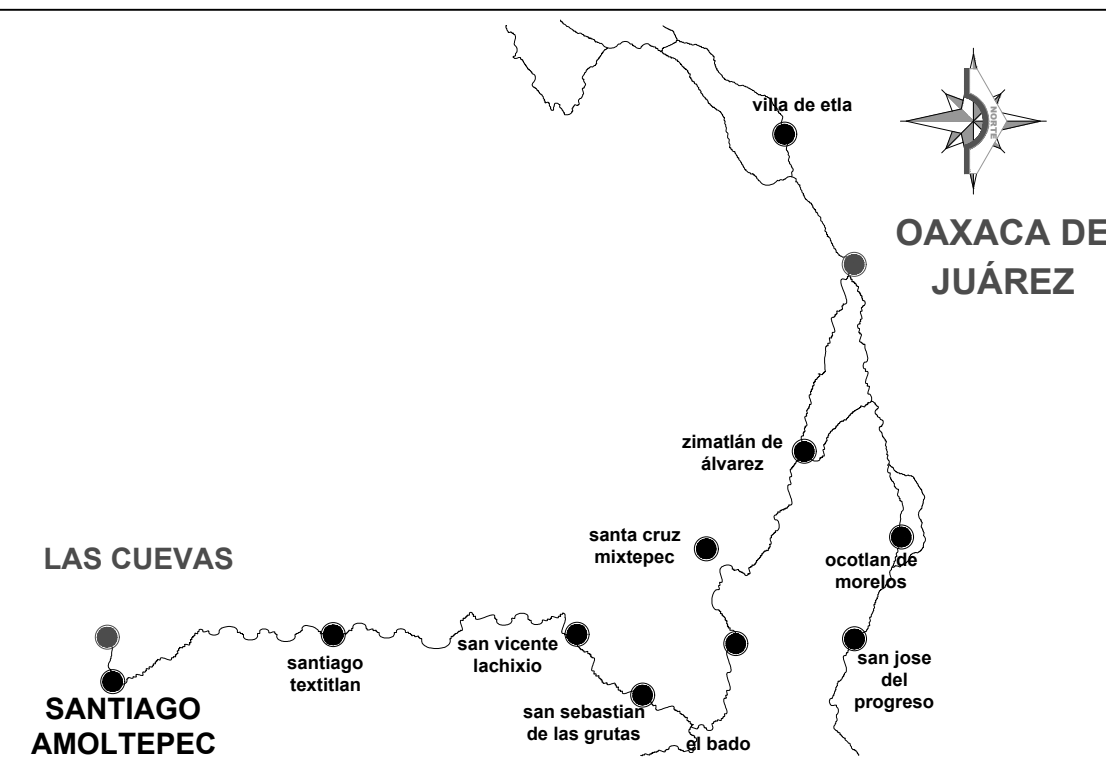 villa de etla
NORTE
OAXACA DE
JUÁREZ
zimatlán de
álvarez
santa cruz
mixtepec
ocotlan de
morelos
LAS CUEVAS
santiago
textitlan
san vicente
lachixio
san sebastian
de las grutas
el bado
san jose
del
progreso
SANTIAGO
AMOLTEPEC